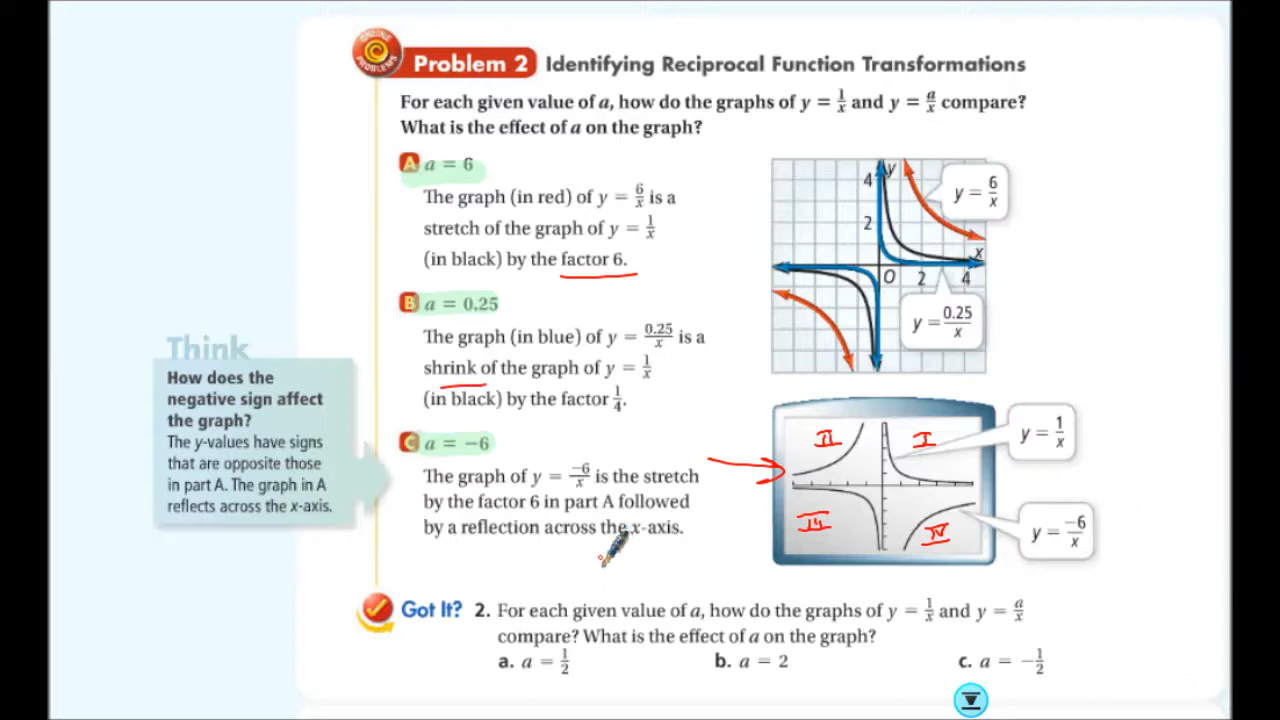 ONLINE PROBLEMS
Problem 2 Identifying Reciprocal Function Transformations
For each given value of a, how do the graphs of y = 1/x and y = a/x compare?
What is the effect of a on the graph?
A a = 6
The graph (in red) of y = 6/x is a
stretch of the graph of y = 1/x
(in black) by the factor 6.
B a = 0.25
The graph (in blue) of y = 0.25/x is a
shrink of the graph of y = 1/x
(in black) by the factor 1/4.
C a = −6
The graph of y = −6/x is the stretch
by the factor 6 in part A followed
by a reflection across the x-axis.
Think
How does the
negative sign affect
the graph?
The y-values have signs
that are opposite those
in part A. The graph in A
reflects across the x-axis.
4 y
y = 6/x
2
x
O 2 4
y = 0.25/x
II I
y = 1/x
III IV
y = −6/x
Got It? 2. For each given value of a, how do the graphs of y = 1/x and y = a/x
compare? What is the effect of a on the graph?
a. a = 1/2 b. a = 2 c. a = −1/2